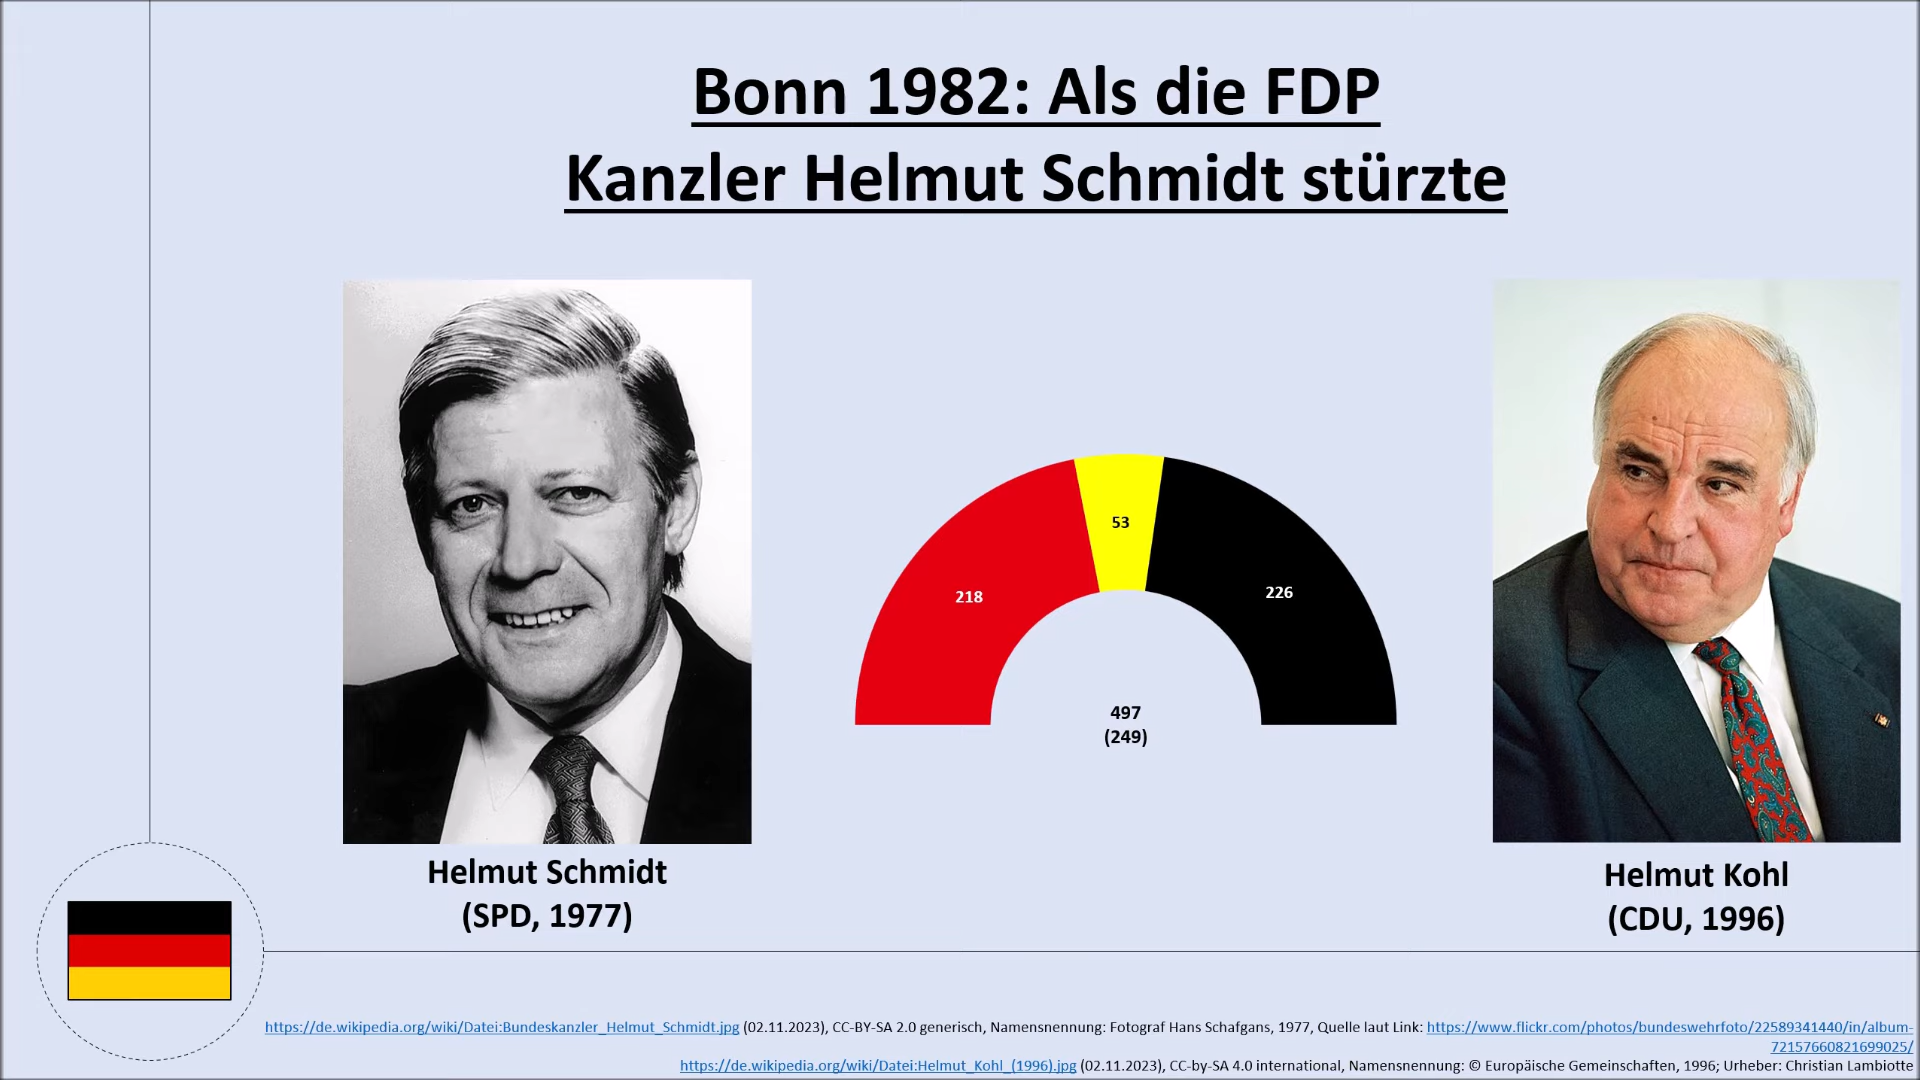 Bonn 1982: Als die FDP
Kanzler Helmut Schmidt stürzte
53
218
226
497
(249)
Helmut Schmidt
(SPD, 1977)
Helmut Kohl
(CDU, 1996)
https://de.wikipedia.org/wiki/Datei:Bundeskanzler_Helmut_Schmidt.jpg (02.11.2023), CC-BY-SA 2.0 generisch, Namensnennung: Fotograf Hans Schafgans, 1977, Quelle laut Link: https://www.flickr.com/photos/bundeswehrfoto/22589341440/in/album-
72157660821699025/
https://de.wikipedia.org/wiki/Datei:Helmut_Kohl_(1996).jpg (02.11.2023), CC-by-SA 4.0 international, Namensnennung: © Europäische Gemeinschaften, 1996; Urheber: Christian Lambiotte